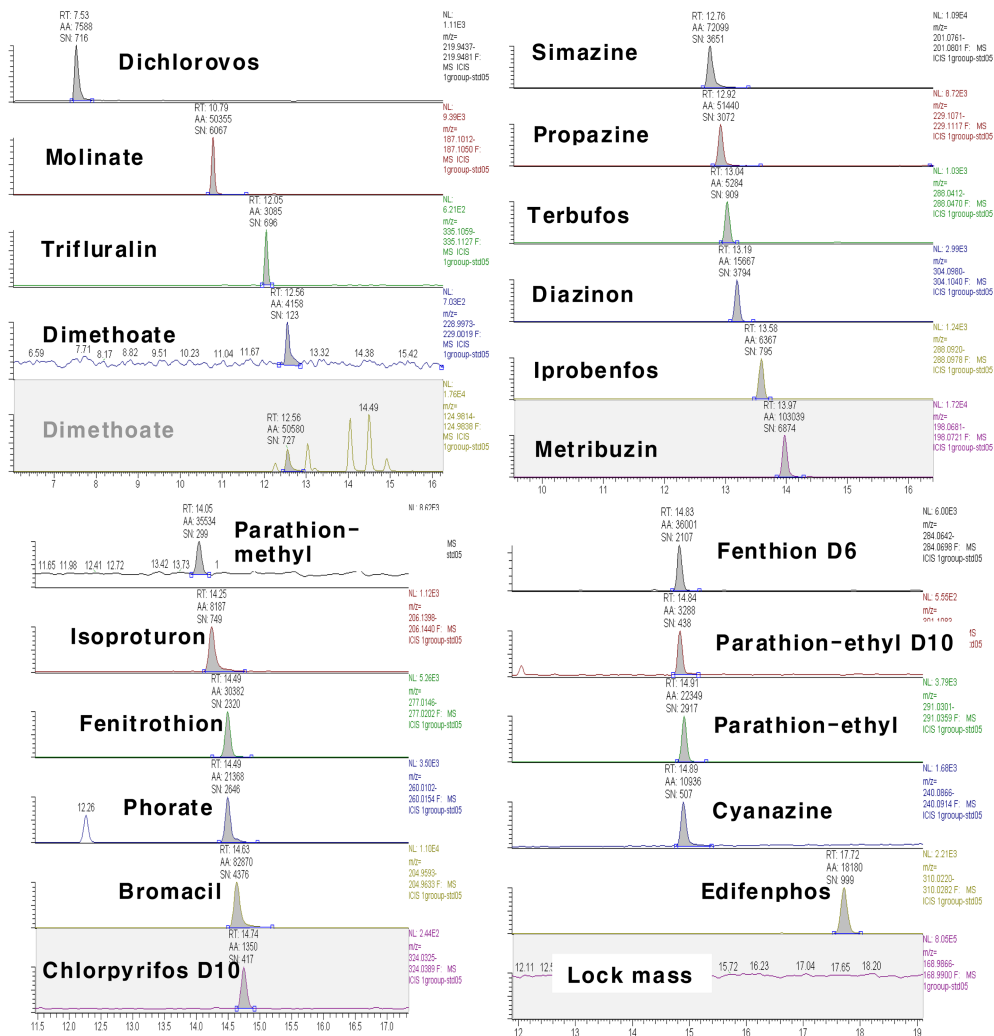 RT: 7.53
AA: 7588
SN: 716
Dichlorovos
NL:
1.11E3
m/z=
219.9437-
219.9481 F:
MS ICIS
1grooup-std05
RT: 10.79
AA: 50355
SN: 6067
Molinate
NL:
9.39E3
m/z=
187.1012-
187.1050 F:
MS ICIS
1grooup-std05
RT: 12.05
AA: 3085
SN: 696
Trifluralin
NL:
6.21E2
m/z=
335.1059-
335.1127 F:
MS ICIS
1grooup-std05
RT: 12.56
AA: 4158
SN: 123
Dimethoate
6.59 7.71 8.17 8.82 9.51 10.23 11.04 11.67 13.32 14.38 15.42
NL:
7.03E2
m/z=
228.9973-
229.0019 F:
MS ICIS
1grooup-std05
RT: 12.56
AA: 50580
SN: 727
14.49
Dimethoate
NL:
1.76E4
m/z=
124.9814-
124.9838 F:
MS ICIS
1grooup-std05
7 8 9 10 11 12 13 14 15 16
RT: 12.76
AA: 72099
SN: 3651
Simazine
NL: 1.09E4
m/z=
201.0761-
201.0801 F: MS
ICIS 1grooup-std05
RT: 12.92
AA: 51440
SN: 3072
Propazine
NL: 8.72E3
m/z=
229.1071-
229.1117 F: MS
ICIS 1grooup-std05
RT: 13.04
AA: 5284
SN: 909
Terbufos
NL: 1.03E3
m/z=
288.0412-
288.0470 F: MS
ICIS 1grooup-std05
RT: 13.19
AA: 15667
SN: 3794
Diazinon
NL: 2.99E3
m/z=
304.0980-
304.1040 F: MS
ICIS 1grooup-std05
RT: 13.58
AA: 6367
SN: 795
Iprobenfos
NL: 1.24E3
m/z=
288.0920-
288.0978 F: MS
ICIS 1grooup-std05
RT: 13.97
AA: 103039
SN: 6874
Metribuzin
NL: 1.72E4
m/z=
198.0681-
198.0721 F: MS
ICIS 1grooup-std05
10 11 12 13 14 15 16
RT: 14.05
AA: 35534
SN: 299
Parathion-
methyl
11.65 11.98 12.41 12.72 13.42 13.73 1
NL: 8.62E3
MS
std05
RT: 14.25
AA: 8187
SN: 749
Isoproturon
NL: 1.12E3
m/z=
206.1398-
206.1440 F: MS
ICIS 1grooup-std05
RT: 14.49
AA: 30382
SN: 2320
Fenitrothion
NL: 5.26E3
m/z=
277.0146-
277.0202 F: MS
ICIS 1grooup-std05
RT: 14.49
AA: 21368
SN: 2646
12.26
Phorate
NL: 3.50E3
m/z=
260.0102-
260.0154 F: MS
ICIS 1grooup-std05
RT: 14.63
AA: 82870
SN: 4376
Bromacil
NL: 1.10E4
m/z=
204.9593-
204.9633 F: MS
ICIS 1grooup-std05
RT: 14.74
AA: 1350
SN: 417
Chlorpyrifos D10
NL: 2.44E2
m/z=
324.0325-
324.0389 F: MS
ICIS 1grooup-std05
11.5 12.0 12.5 13.0 13.5 14.0 14.5 15.0 15.5 16.0 16.5 17.0
RT: 14.83
AA: 36001
SN: 2107
Fenthion D6
NL: 6.00E3
m/z=
284.0642-
284.0698 F: MS
ICIS 1grooup-std05
RT: 14.84
AA: 3288
SN: 438
Parathion-ethyl D10
NL: 5.55E2
m/z=
RT: 14.91
AA: 22349
SN: 2917
Parathion-ethyl
NL: 3.79E3
m/z=
291.0301-
291.0359 F: MS
ICIS 1grooup-std05
RT: 14.89
AA: 10936
SN: 507
Cyanazine
NL: 1.68E3
m/z=
240.0866-
240.0914 F: MS
ICIS 1grooup-std05
RT: 17.72
AA: 18180
SN: 999
Edifenphos
NL: 2.21E3
m/z=
310.0220-
310.0282 F: MS
ICIS 1grooup-std05
12.11 15.72 16.23 17.04 17.65 18.20
Lock mass
NL: 8.05E5
m/z=
168.9866-
168.9900 F: MS
1grooup-std05
12 13 14 15 16 17 18 19